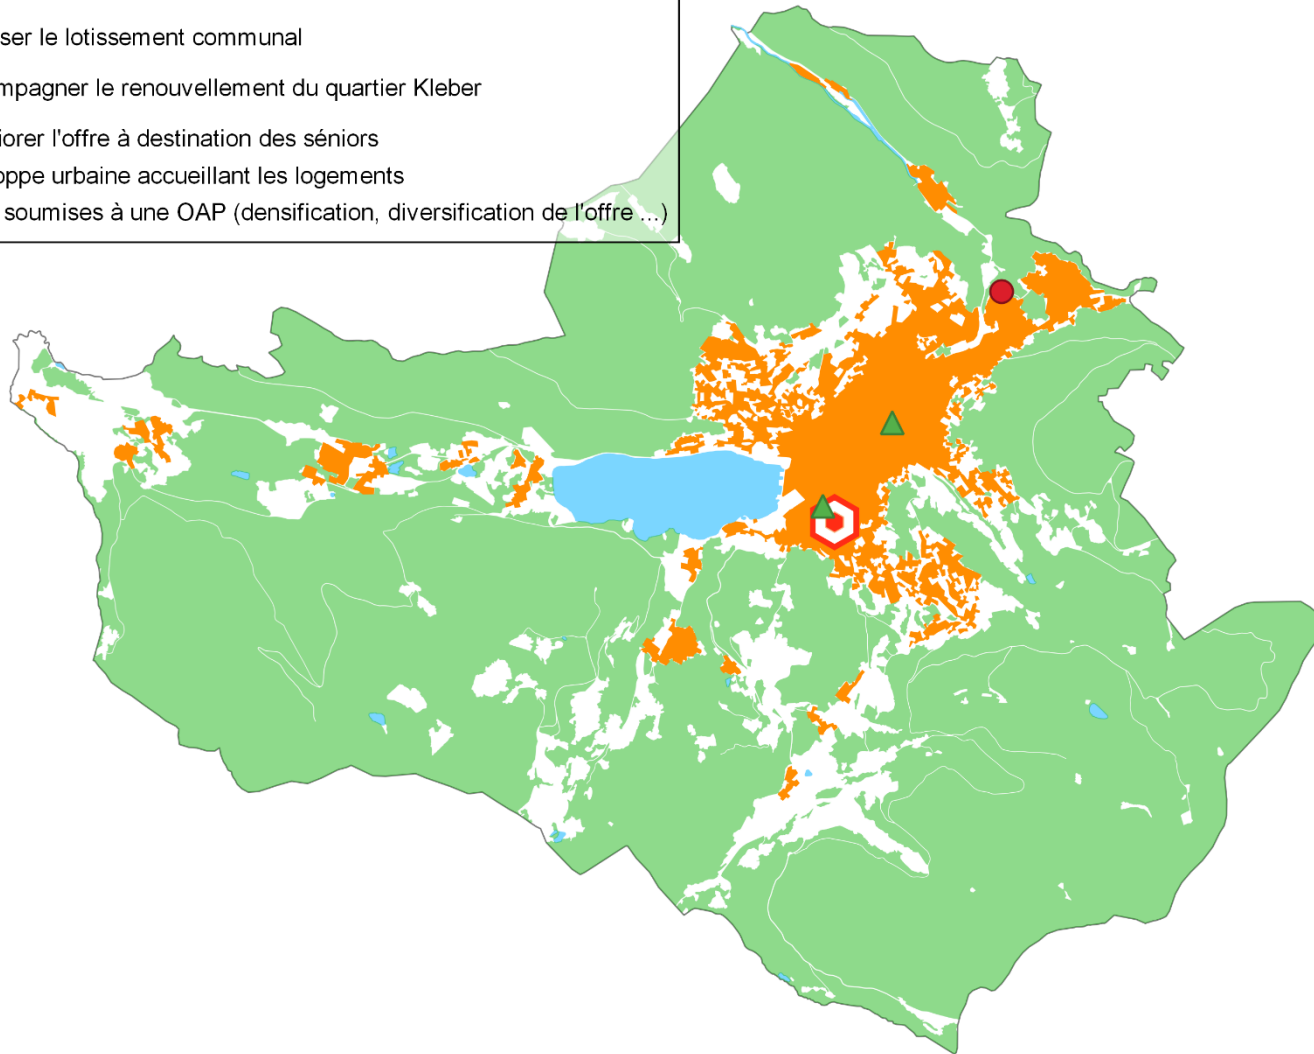 ser le lotissement communal
mpagner le renouvellement du quartier Kleber
iorer l'offre à destination des séniors
oppe urbaine accueillant les logements
soumises à une OAP (densification, diversification de l'offre ...)